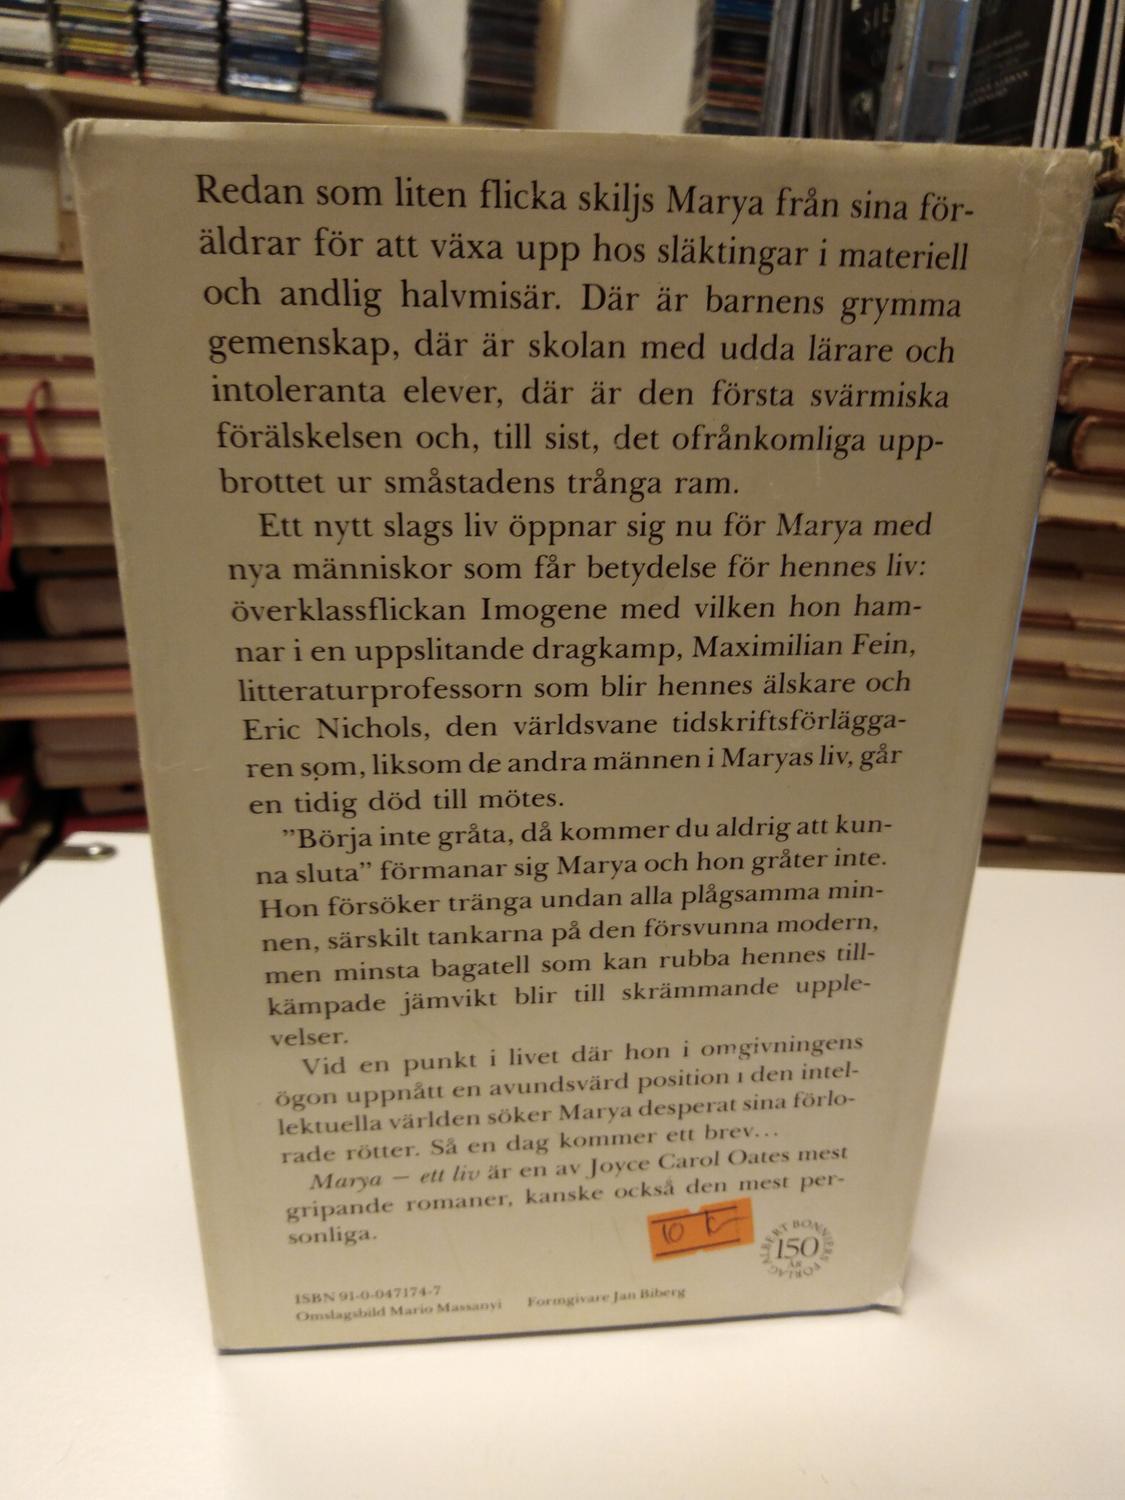 Redan som liten flicka skiljs Marya från sina för-
äldrar för att växa upp hos släktingar i materiell
och andlig halvmisär. Där är barnens grymma
gemenskap, där är skolan med udda lärare och
intoleranta elever, där är den första svärmiska
förälskelsen och, till sist, det ofrånkomliga upp-
brottet ur småstadens trånga ram.
Ett nytt slags liv öppnar sig nu för Marya med
nya människor som får betydelse för hennes liv:
överklassflickan Imogene med vilken hon ham-
nar i en uppslitande dragkamp, Maximilian Fein,
litteraturprofessorn som blir hennes älskare och
Eric Nichols, den världsvane tidskriftsförlägga-
ren som, liksom de andra männen i Maryas liv, går
en tidig död till mötes.
”Börja inte gråta, då kommer du aldrig att kun-
na sluta” förmanar sig Marya och hon gråter inte.
Hon försöker tränga undan alla plågsamma min-
nen, särskilt tankarna på den försvunna modern,
men minsta bagatell som kan rubba hennes till-
kämpade jämvikt blir till skrämmande upple-
velser.
Vid en punkt i livet där hon i omgivningens
ögon uppnått en avundsvärd position i den intel-
lektuella världen söker Marya desperat sina förlo-
rade rötter. Så en dag kommer ett brev...
Marya – ett liv är en av Joyce Carol Oates mest
gripande romaner, kanske också den mest per-
sonliga.
10 k
ALBERT BONNIERS FÖRLAG
150
ÅR
ISBN 91-0-047174-7
Omslagsbild Mario Massanyi Formgivare Jan Biberg